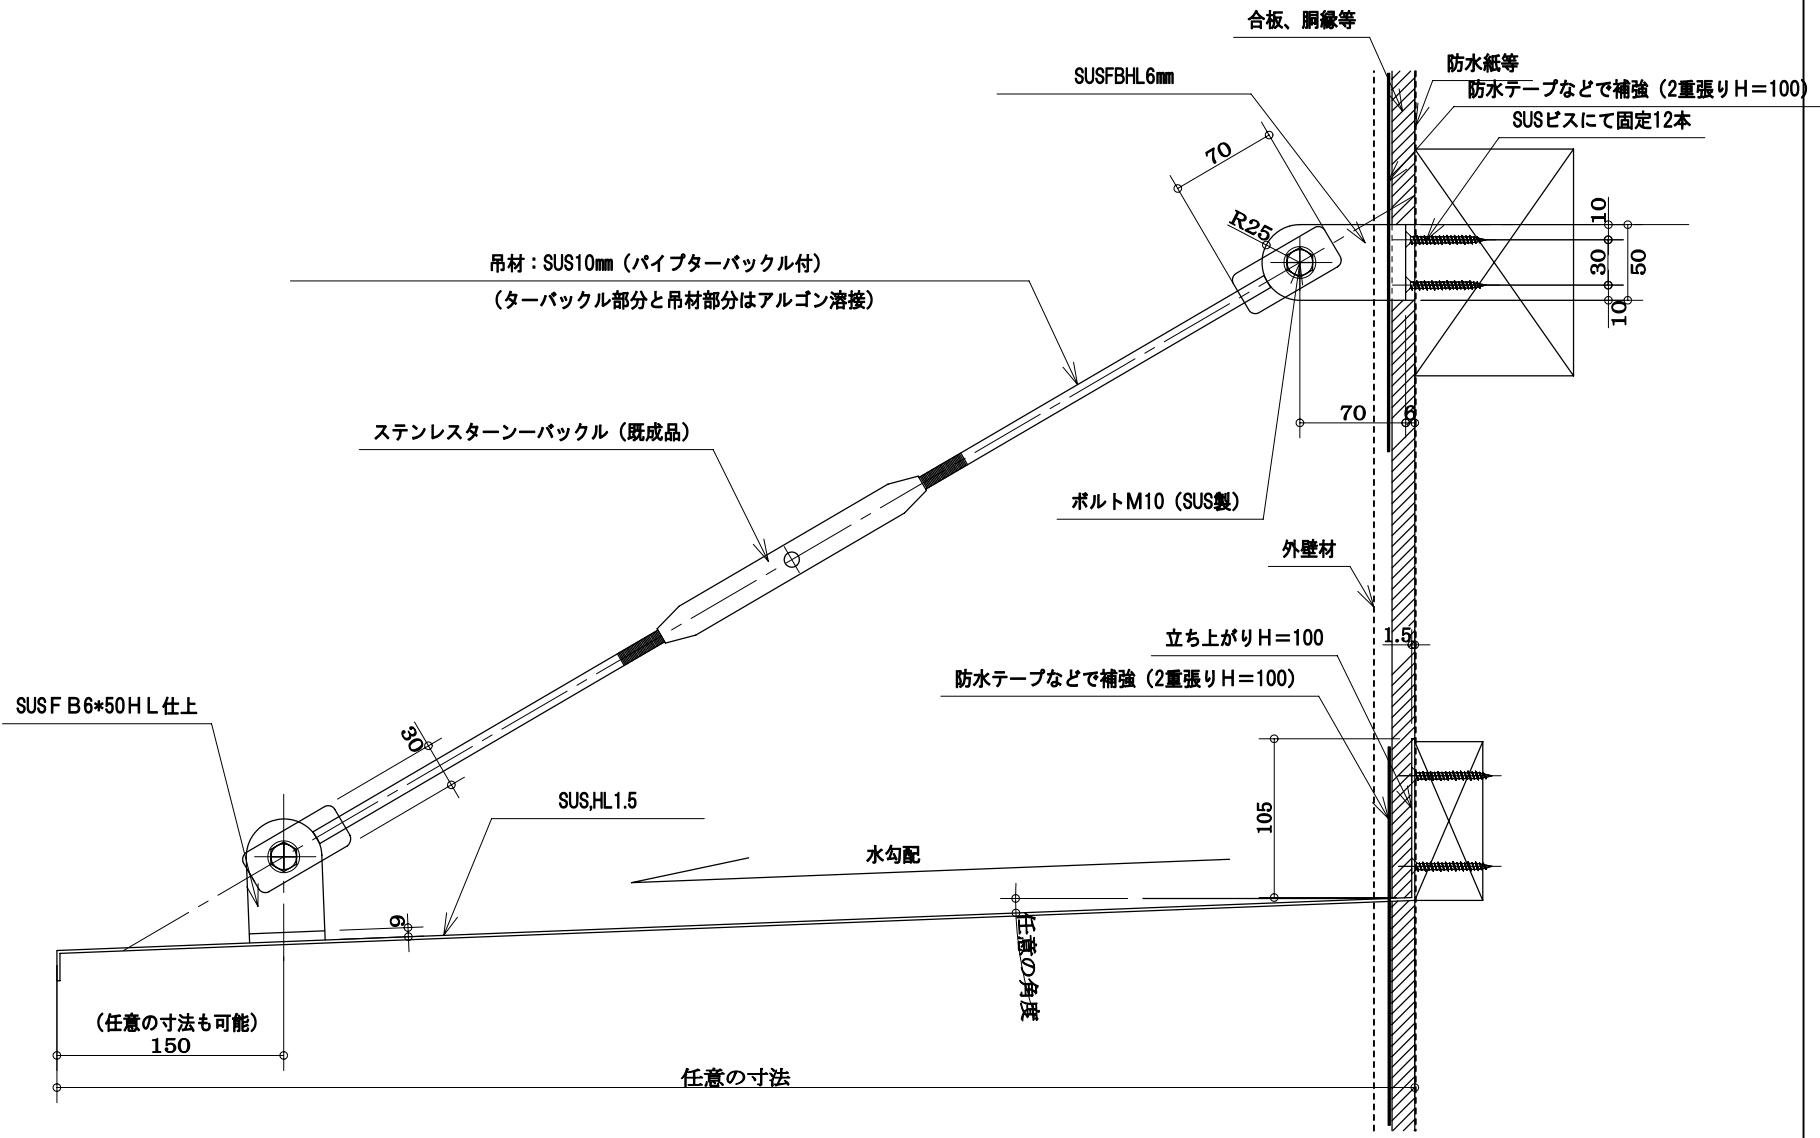 合板、胴縁等
防水紙等
SUSFBHL6mm
防水テープなどで補強（2重張りH＝100）
SUSビスにて固定12本
70
R25
10
30
50
10
吊材：SUS10mm（パイプターバックル付）
（ターバックル部分と吊材部分はアルゴン溶接）
70
6
ステンレスターンーバックル（既成品）
ボルトM10（SUS製）
外壁材
立ち上がりH＝100
1.5
防水テープなどで補強（2重張りH＝100）
SUSFB6*50HL仕上
30
SUS,HL1.5
105
水勾配
6
任意の角度
（任意の寸法も可能）
150
任意の寸法